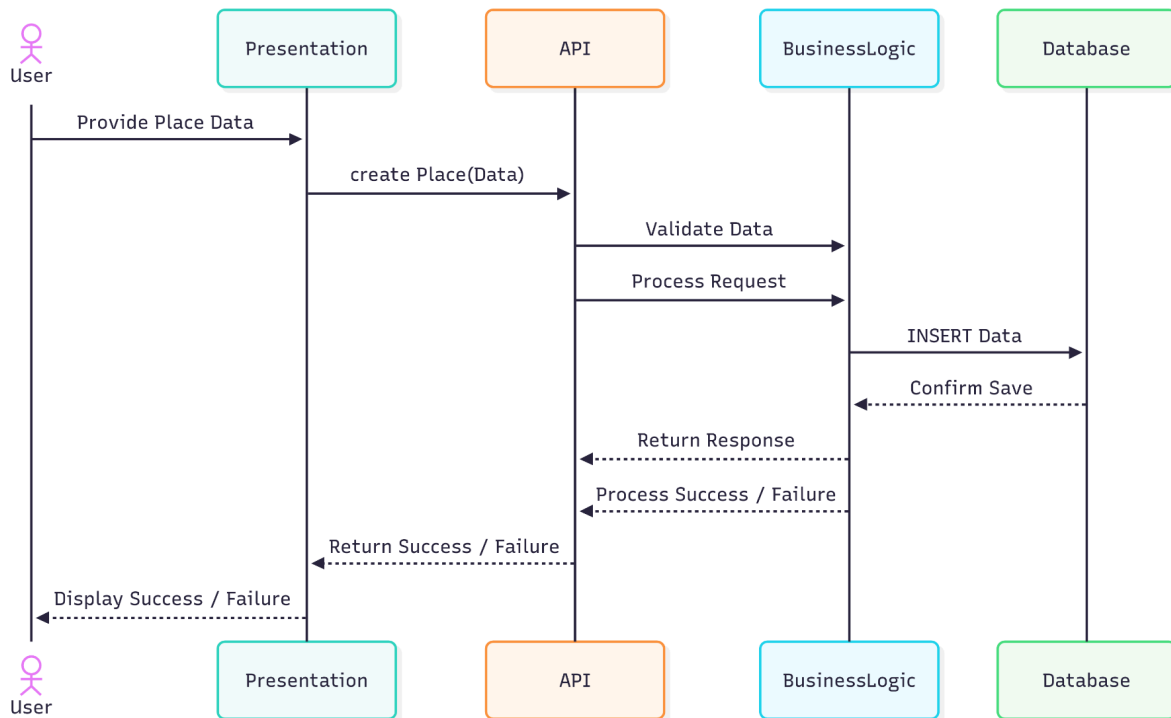 User
Presentation
API
BusinessLogic
Database
Provide Place Data
create Place(Data)
Validate Data
Process Request
INSERT Data
Confirm Save
Return Response
Process Success / Failure
Return Success / Failure
Display Success / Failure
User
Presentation
API
BusinessLogic
Database